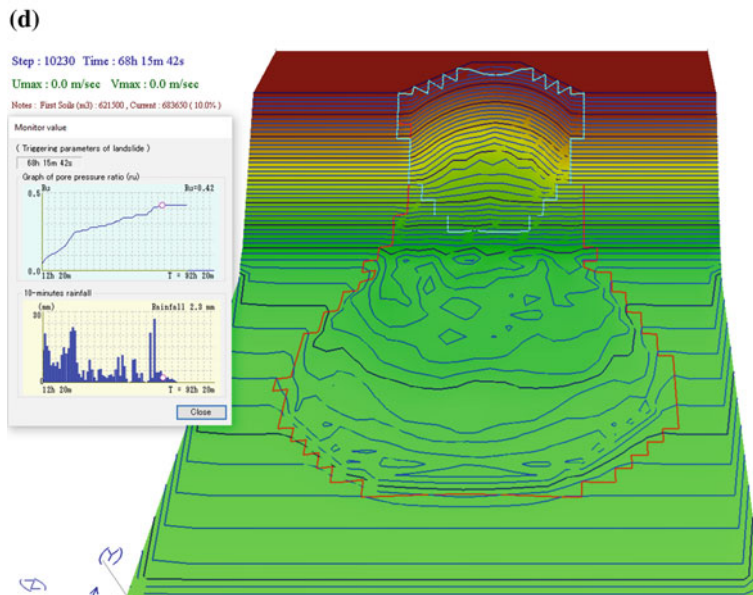 (d)
Step : 10230 Time : 68h 15m 42s
Umax : 0.0 m/sec Vmax : 0.0 m/sec
Notes : First Soils (m3) : 621500 , Current : 683650 ( 10.0% )
Monitor value
( Triggering parameters of landslide )
68h 15m 42s
Graph of pore pressure ratio (ru)
0.5 Ru Ru=0.42
0.0
12h 20m T = 92h 20m
10-minutes rainfall
30 (mm) Rainfall 2.3 mm
0
12h 20m T = 92h 20m
Close
(Y)
(Z)